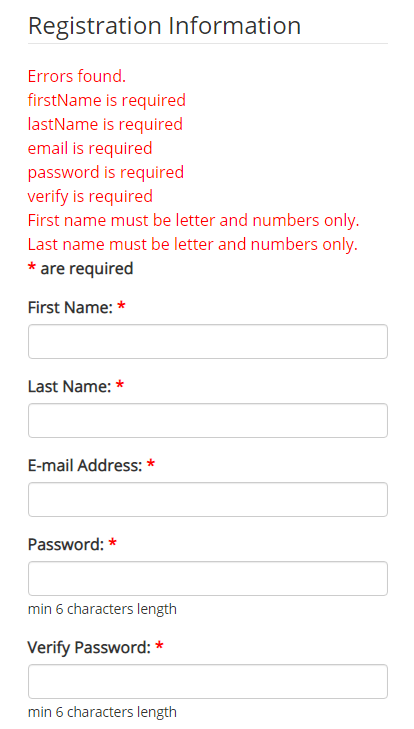 Registration Information
Errors found.
firstName is required
lastName is required
email is required
password is required
verify is required
First name must be letter and numbers only.
Last name must be letter and numbers only.
* are required
First Name: *
Last Name: *
E-mail Address: *
Password: *
min 6 characters length
Verify Password: *
min 6 characters length